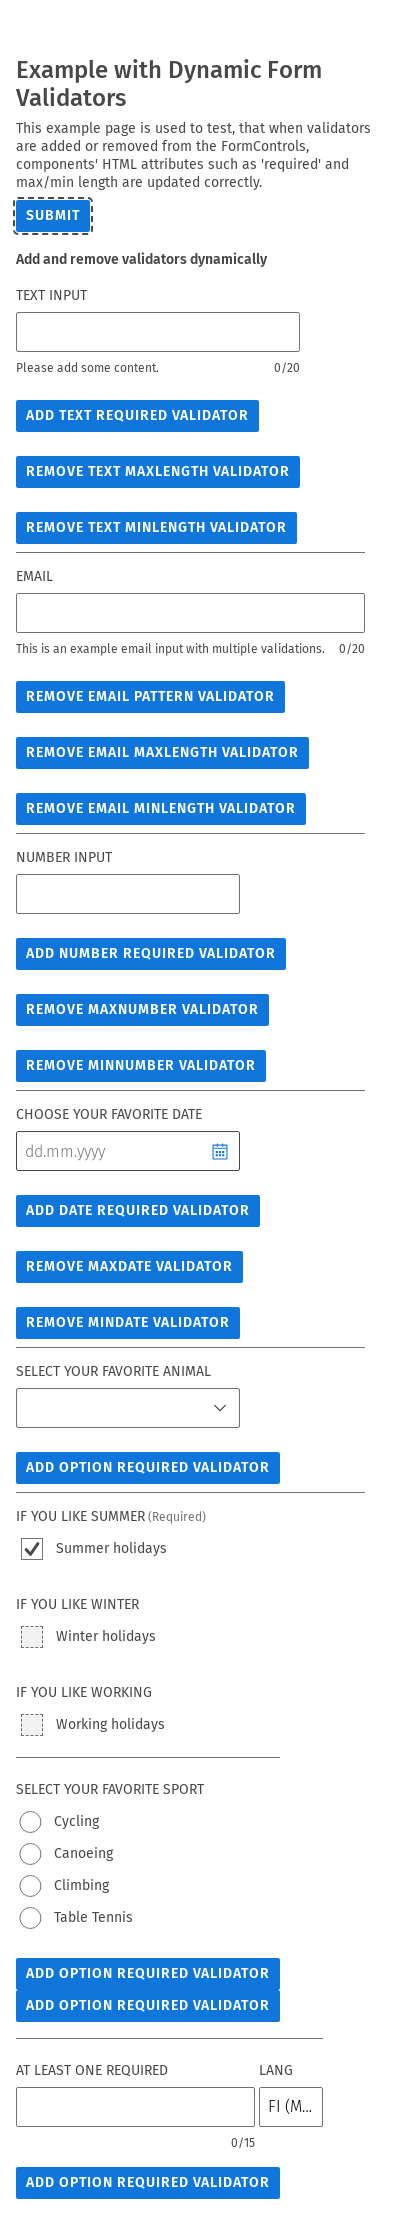 Example with Dynamic Form
Validators
This example page is used to test, that when validators
are added or removed from the FormControls,
components' HTML attributes such as 'required' and
max/min length are updated correctly.
SUBMIT
Add and remove validators dynamically
TEXT INPUT
Please add some content. 0/20
ADD TEXT REQUIRED VALIDATOR
REMOVE TEXT MAXLENGTH VALIDATOR
REMOVE TEXT MINLENGTH VALIDATOR
EMAIL
This is an example email input with multiple validations. 0/20
REMOVE EMAIL PATTERN VALIDATOR
REMOVE EMAIL MAXLENGTH VALIDATOR
REMOVE EMAIL MINLENGTH VALIDATOR
NUMBER INPUT
ADD NUMBER REQUIRED VALIDATOR
REMOVE MAXNUMBER VALIDATOR
REMOVE MINNUMBER VALIDATOR
CHOOSE YOUR FAVORITE DATE
dd.mm.yyyy
ADD DATE REQUIRED VALIDATOR
REMOVE MAXDATE VALIDATOR
REMOVE MINDATE VALIDATOR
SELECT YOUR FAVORITE ANIMAL
ADD OPTION REQUIRED VALIDATOR
IF YOU LIKE SUMMER (Required)
Summer holidays
IF YOU LIKE WINTER
Winter holidays
IF YOU LIKE WORKING
Working holidays
SELECT YOUR FAVORITE SPORT
Cycling
Canoeing
Climbing
Table Tennis
ADD OPTION REQUIRED VALIDATOR
ADD OPTION REQUIRED VALIDATOR
AT LEAST ONE REQUIRED LANG
FI (M...
0/15
ADD OPTION REQUIRED VALIDATOR